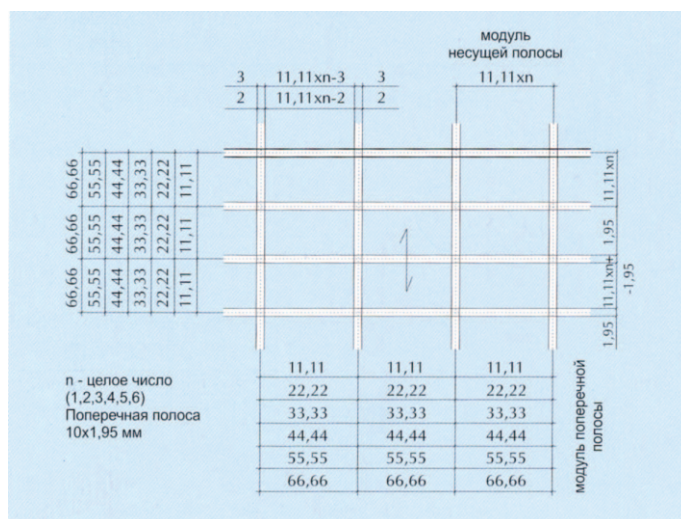 модуль
несущей полосы
3 11,11xn-3 3 11,11xn
2 11,11xn-2 2
66,66 55,55 44,44 33,33 22,22 11,11
66,66 55,55 44,44 33,33 22,22 11,11
66,66 55,55 44,44 33,33 22,22 11,11
11,11xn
1,95
11,11xn+
-1,95
1,95
n - целое число
(1,2,3,4,5,6)
Поперечная полоса
10x1,95 мм
11,11 11,11 11,11
22,22 22,22 22,22
33,33 33,33 33,33
44,44 44,44 44,44
55,55 55,55 55,55
66,66 66,66 66,66
модуль поперечной
полосы